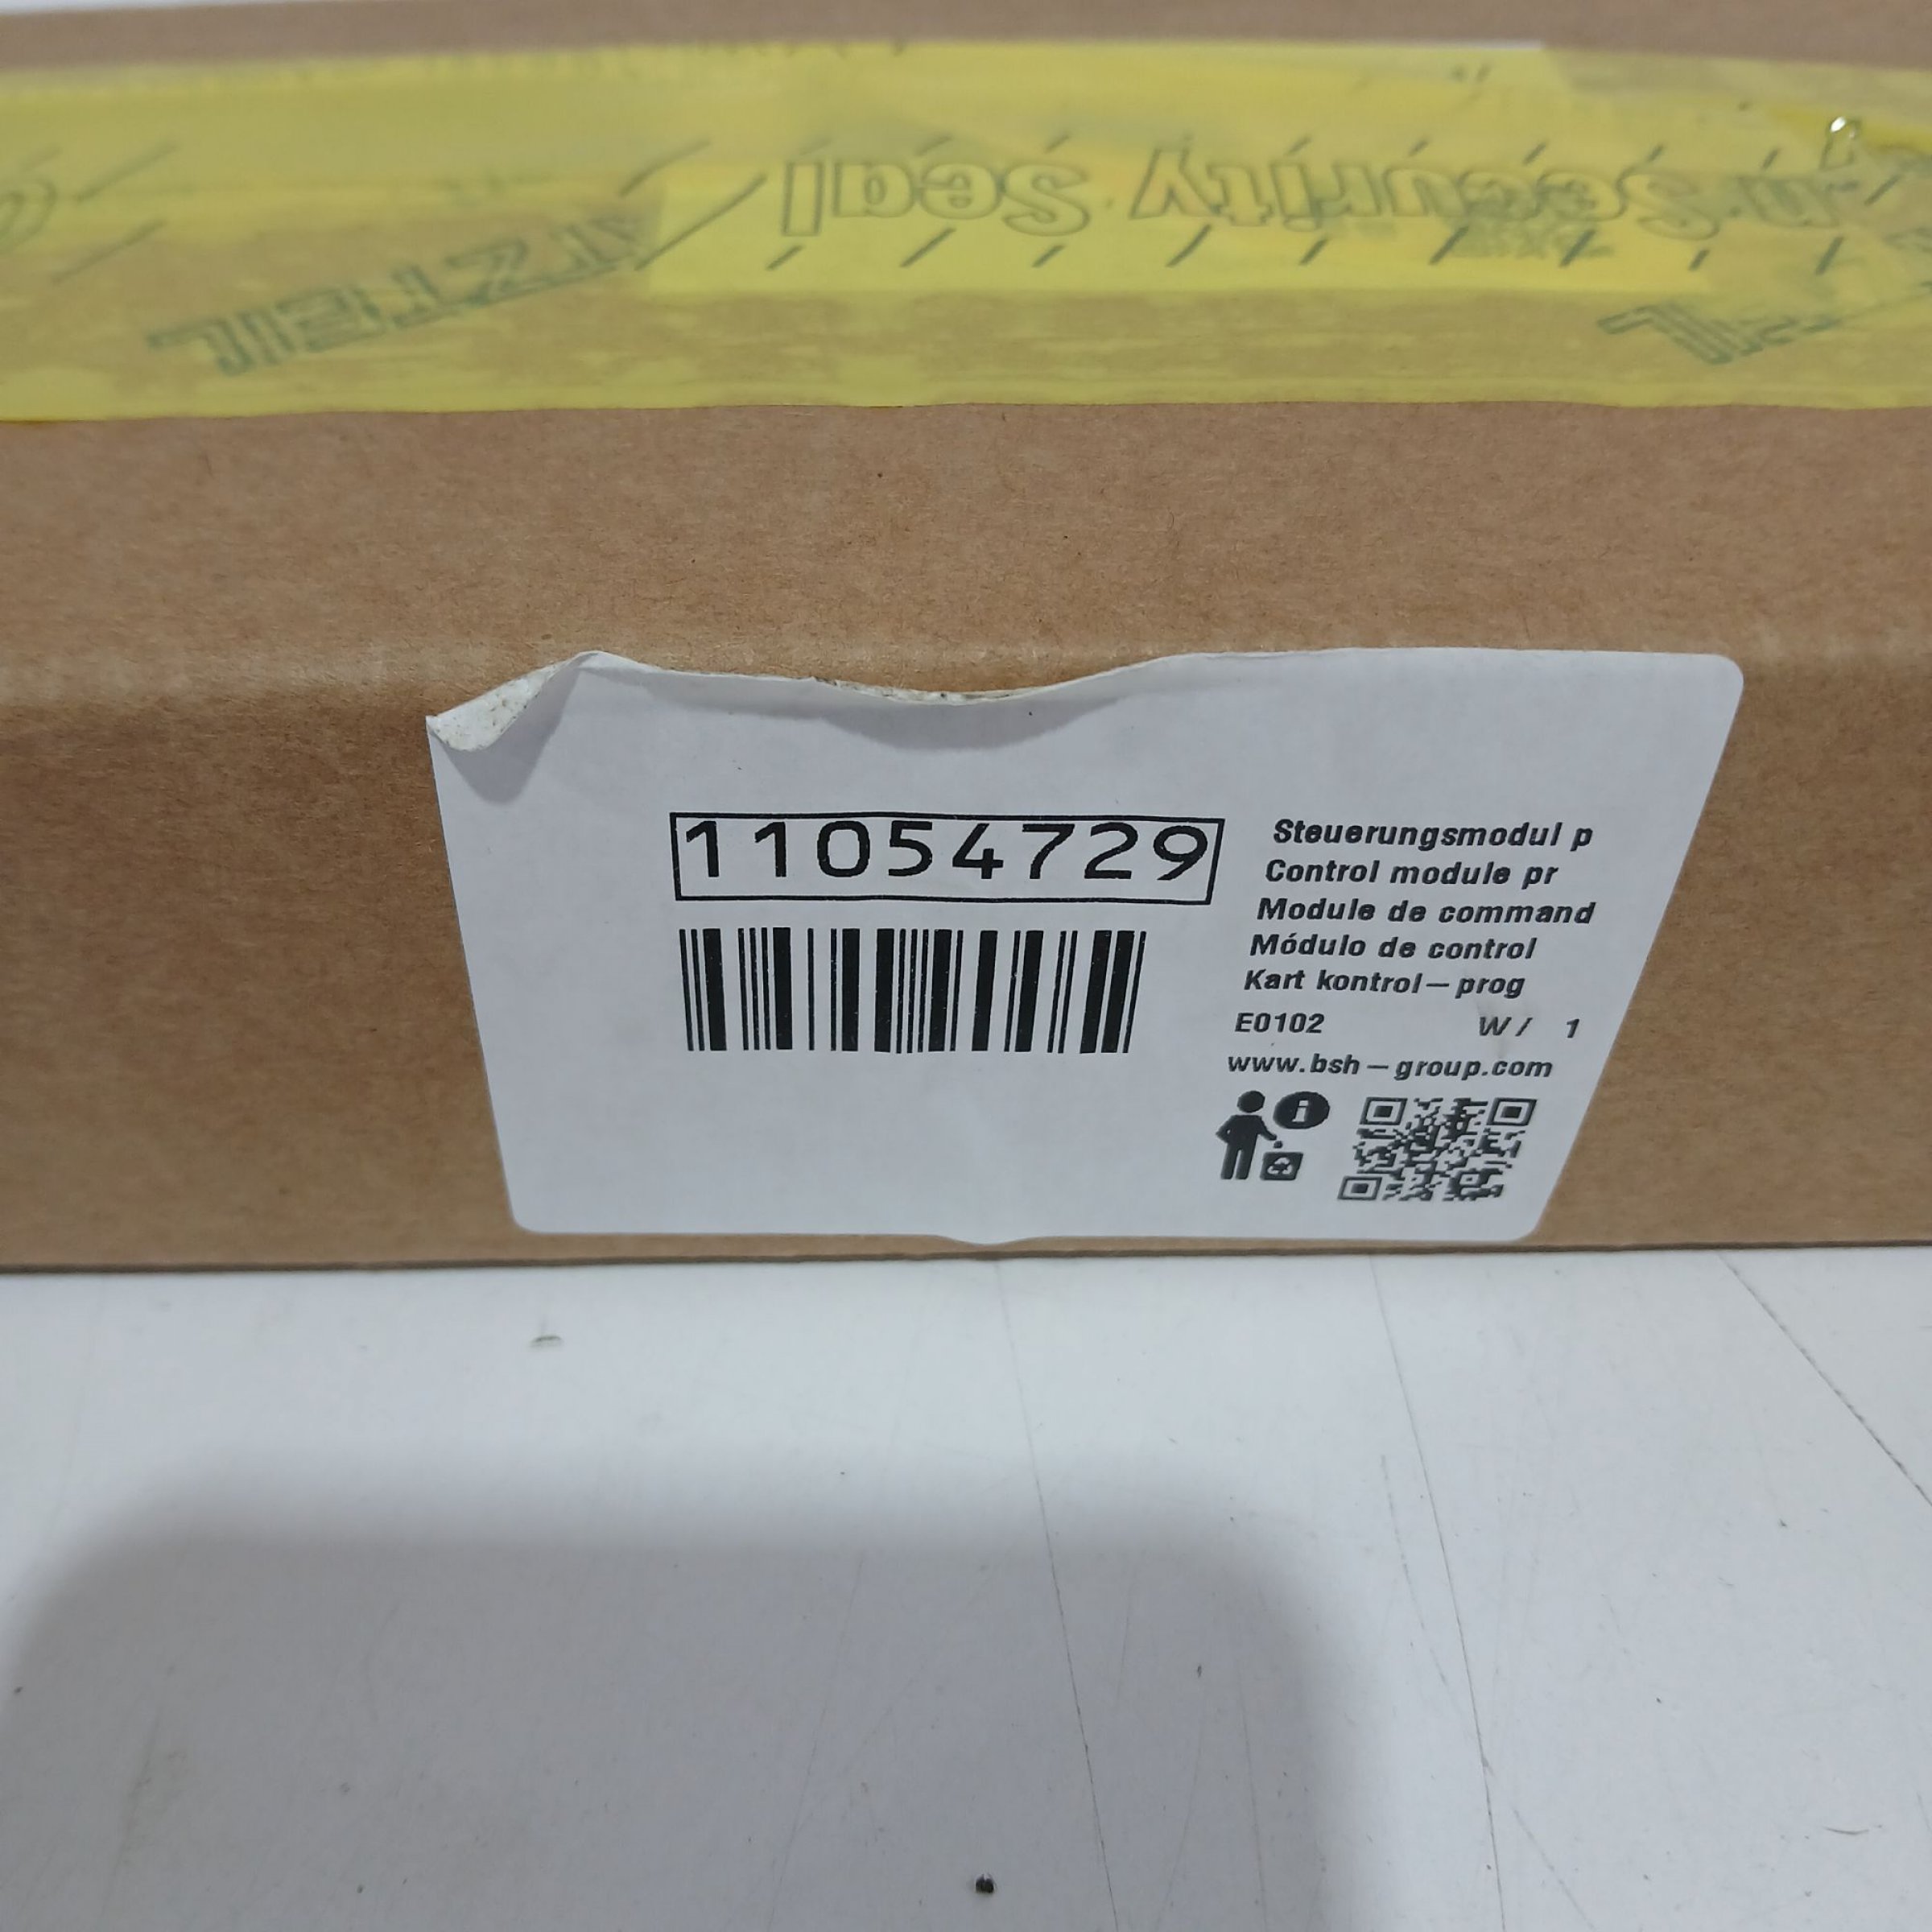 Security Seal
11054729
Steuerungsmodul p
Control module pr
Module de command
Módulo de control
Kart kontrol-prog
E0102 W/ 1
www.bsh-group.com